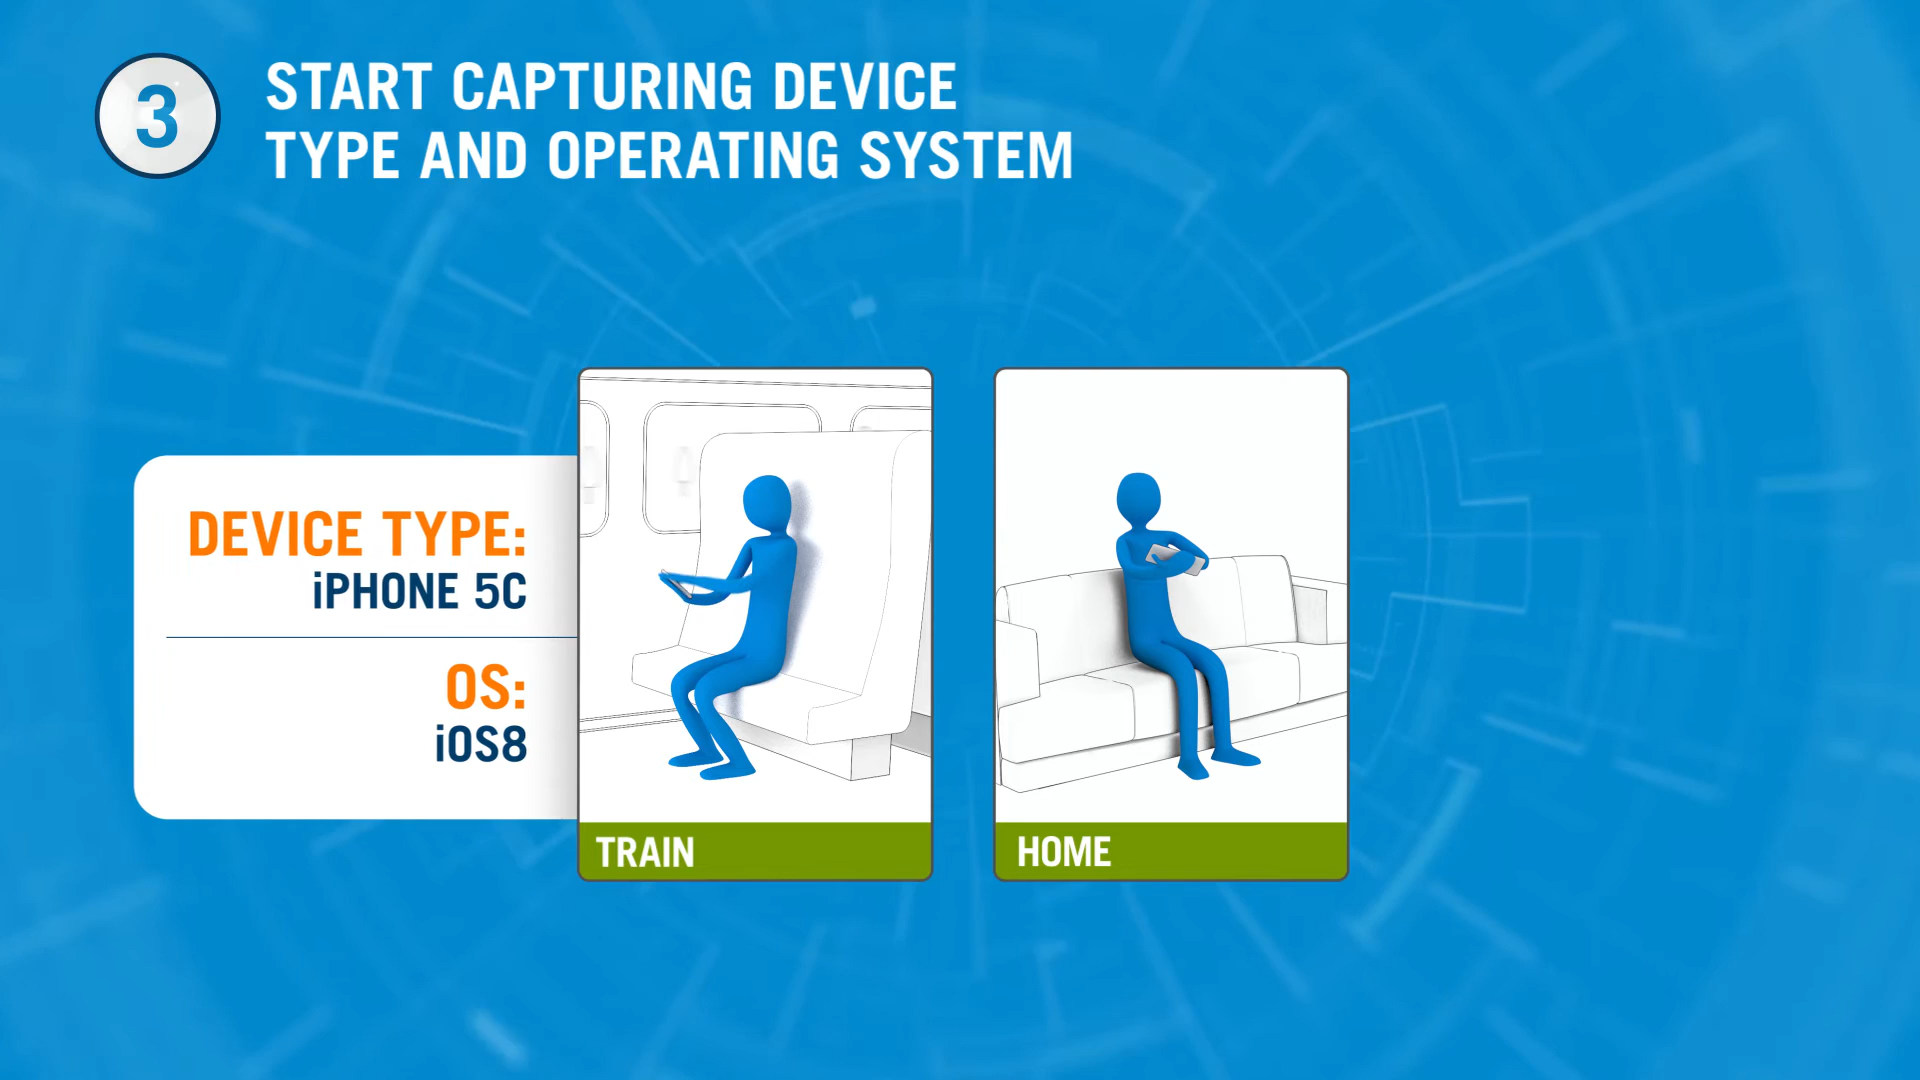 3
START CAPTURING DEVICE
TYPE AND OPERATING SYSTEM
DEVICE TYPE:
iPHONE 5C
OS:
iOS8
TRAIN
HOME